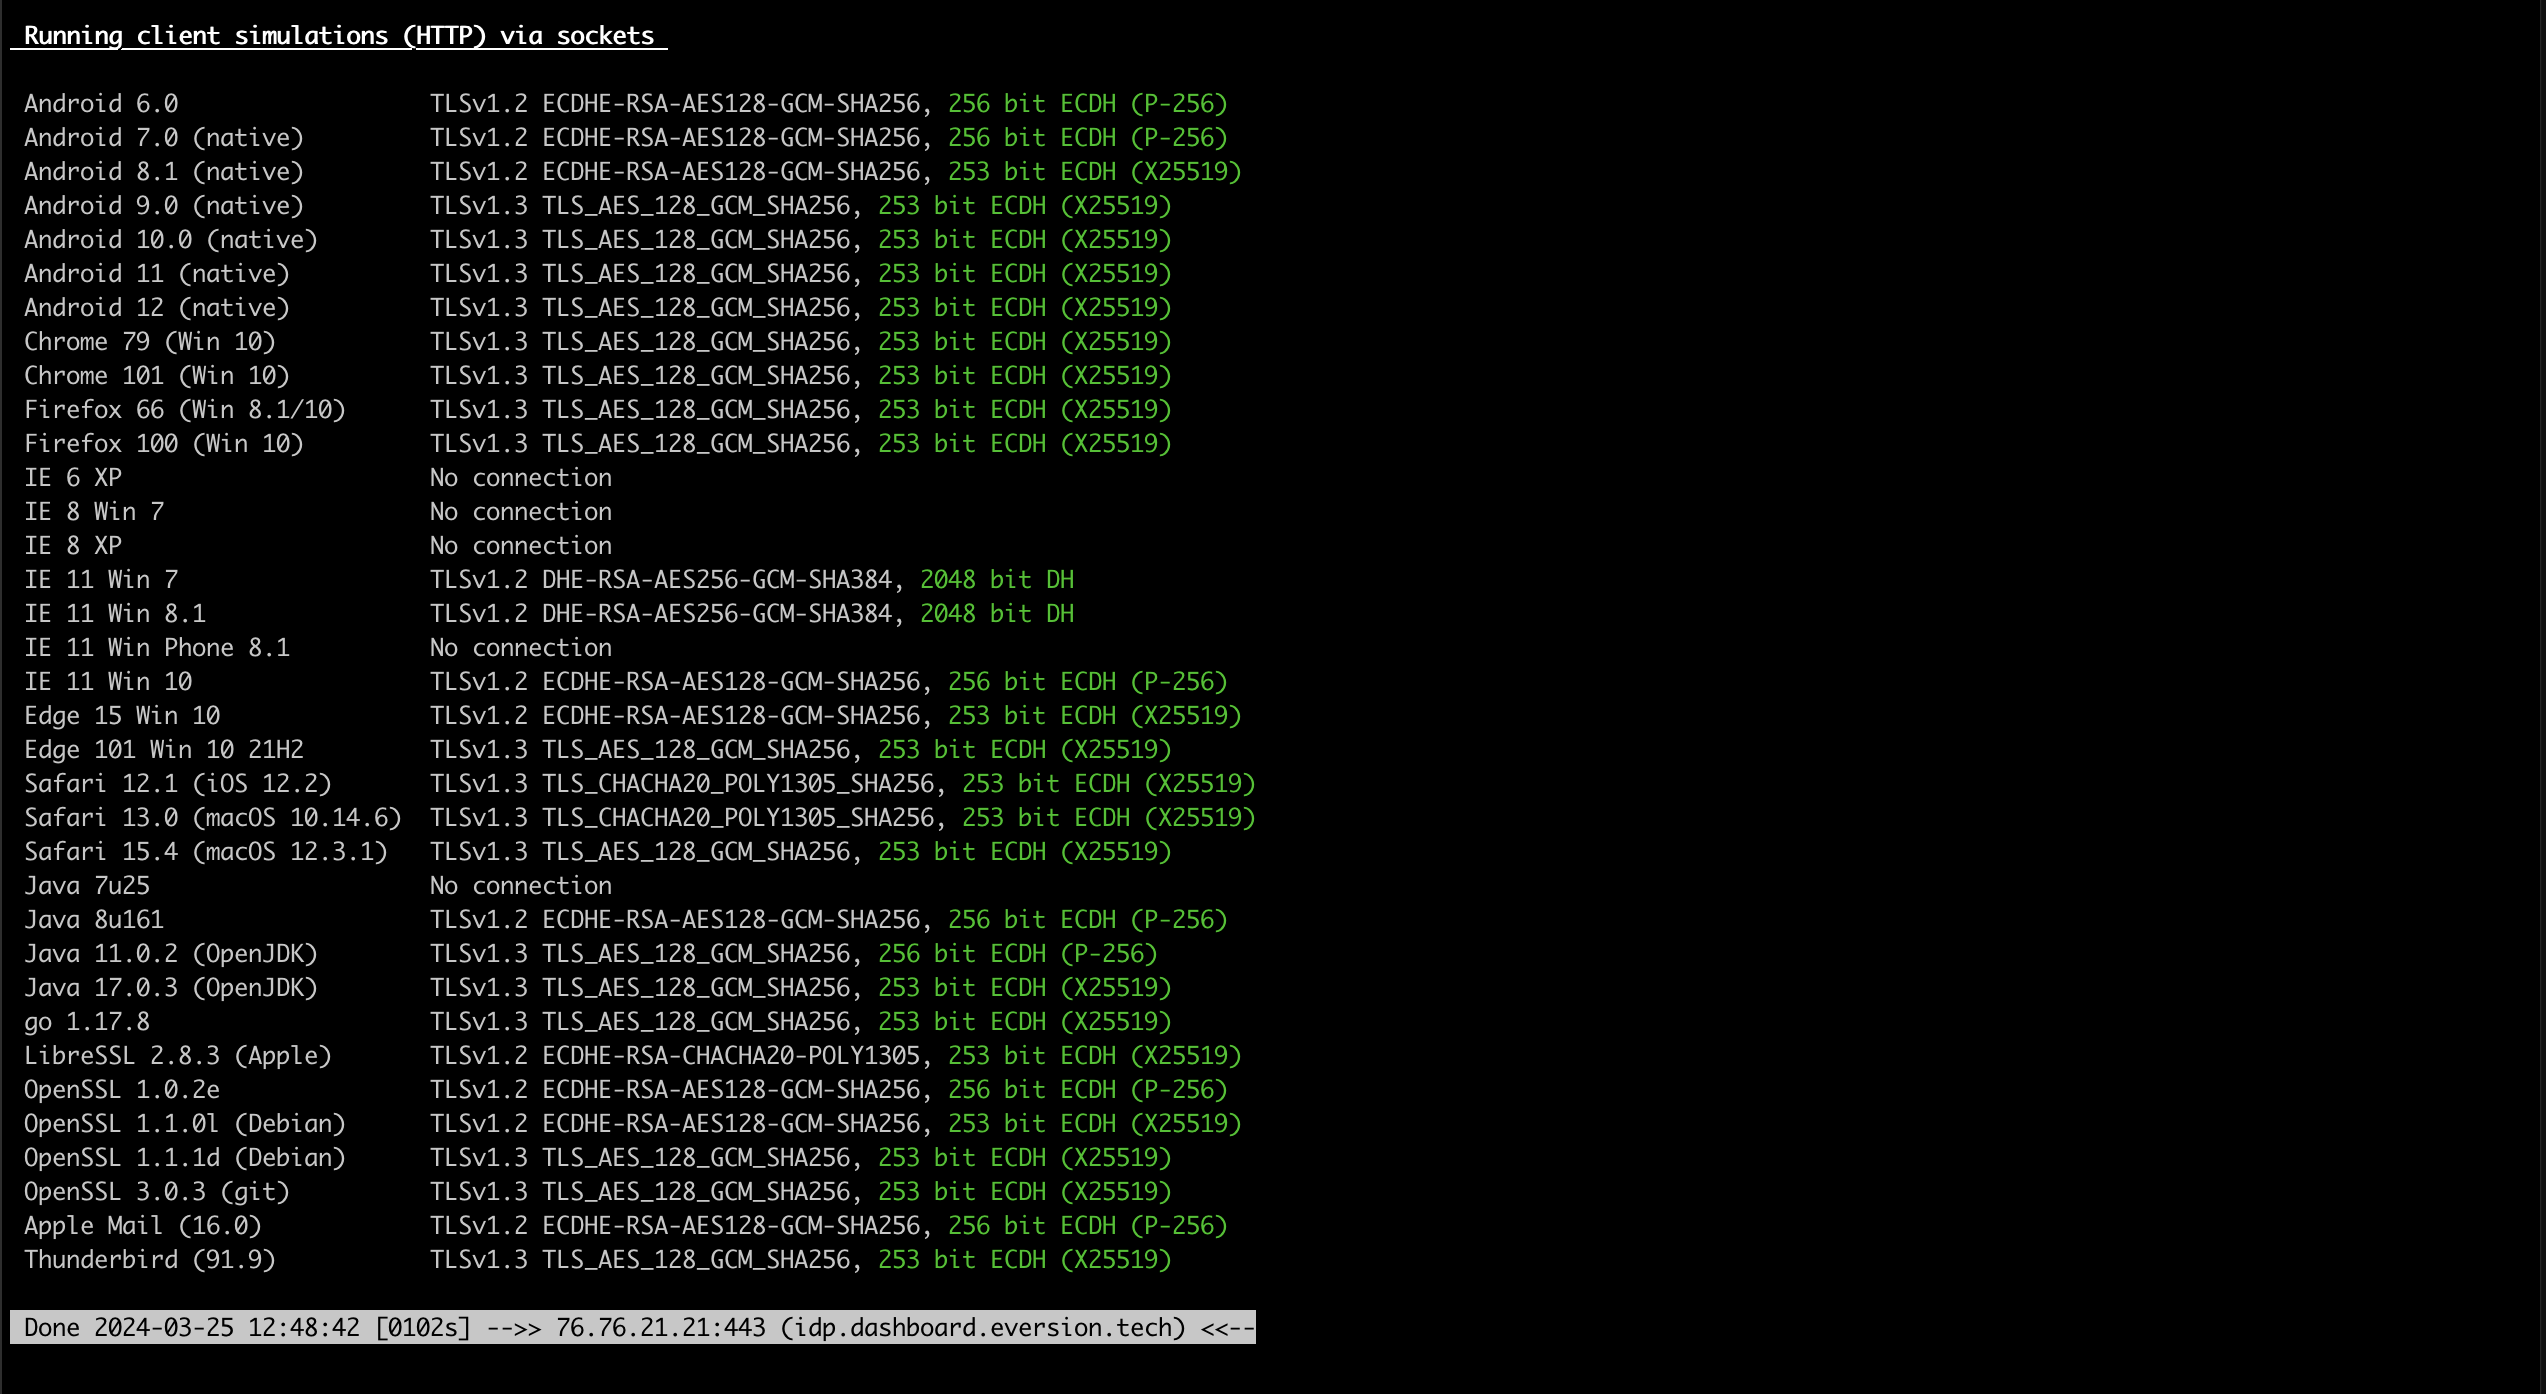 Running client simulations (HTTP) via sockets
Android 6.0 TLSv1.2 ECDHE-RSA-AES128-GCM-SHA256, 256 bit ECDH (P-256)
Android 7.0 (native) TLSv1.2 ECDHE-RSA-AES128-GCM-SHA256, 256 bit ECDH (P-256)
Android 8.1 (native) TLSv1.2 ECDHE-RSA-AES128-GCM-SHA256, 253 bit ECDH (X25519)
Android 9.0 (native) TLSv1.3 TLS_AES_128_GCM_SHA256, 253 bit ECDH (X25519)
Android 10.0 (native) TLSv1.3 TLS_AES_128_GCM_SHA256, 253 bit ECDH (X25519)
Android 11 (native) TLSv1.3 TLS_AES_128_GCM_SHA256, 253 bit ECDH (X25519)
Android 12 (native) TLSv1.3 TLS_AES_128_GCM_SHA256, 253 bit ECDH (X25519)
Chrome 79 (Win 10) TLSv1.3 TLS_AES_128_GCM_SHA256, 253 bit ECDH (X25519)
Chrome 101 (Win 10) TLSv1.3 TLS_AES_128_GCM_SHA256, 253 bit ECDH (X25519)
Firefox 66 (Win 8.1/10) TLSv1.3 TLS_AES_128_GCM_SHA256, 253 bit ECDH (X25519)
Firefox 100 (Win 10) TLSv1.3 TLS_AES_128_GCM_SHA256, 253 bit ECDH (X25519)
IE 6 XP No connection
IE 8 Win 7 No connection
IE 8 XP No connection
IE 11 Win 7 TLSv1.2 DHE-RSA-AES256-GCM-SHA384, 2048 bit DH
IE 11 Win 8.1 TLSv1.2 DHE-RSA-AES256-GCM-SHA384, 2048 bit DH
IE 11 Win Phone 8.1 No connection
IE 11 Win 10 TLSv1.2 ECDHE-RSA-AES128-GCM-SHA256, 256 bit ECDH (P-256)
Edge 15 Win 10 TLSv1.2 ECDHE-RSA-AES128-GCM-SHA256, 253 bit ECDH (X25519)
Edge 101 Win 10 21H2 TLSv1.3 TLS_AES_128_GCM_SHA256, 253 bit ECDH (X25519)
Safari 12.1 (iOS 12.2) TLSv1.3 TLS_CHACHA20_POLY1305_SHA256, 253 bit ECDH (X25519)
Safari 13.0 (macOS 10.14.6) TLSv1.3 TLS_CHACHA20_POLY1305_SHA256, 253 bit ECDH (X25519)
Safari 15.4 (macOS 12.3.1) TLSv1.3 TLS_AES_128_GCM_SHA256, 253 bit ECDH (X25519)
Java 7u25 No connection
Java 8u161 TLSv1.2 ECDHE-RSA-AES128-GCM-SHA256, 256 bit ECDH (P-256)
Java 11.0.2 (OpenJDK) TLSv1.3 TLS_AES_128_GCM_SHA256, 256 bit ECDH (P-256)
Java 17.0.3 (OpenJDK) TLSv1.3 TLS_AES_128_GCM_SHA256, 253 bit ECDH (X25519)
go 1.17.8 TLSv1.3 TLS_AES_128_GCM_SHA256, 253 bit ECDH (X25519)
LibreSSL 2.8.3 (Apple) TLSv1.2 ECDHE-RSA-CHACHA20-POLY1305, 253 bit ECDH (X25519)
OpenSSL 1.0.2e TLSv1.2 ECDHE-RSA-AES128-GCM-SHA256, 256 bit ECDH (P-256)
OpenSSL 1.1.0l (Debian) TLSv1.2 ECDHE-RSA-AES128-GCM-SHA256, 253 bit ECDH (X25519)
OpenSSL 1.1.1d (Debian) TLSv1.3 TLS_AES_128_GCM_SHA256, 253 bit ECDH (X25519)
OpenSSL 3.0.3 (git) TLSv1.3 TLS_AES_128_GCM_SHA256, 253 bit ECDH (X25519)
Apple Mail (16.0) TLSv1.2 ECDHE-RSA-AES128-GCM-SHA256, 256 bit ECDH (P-256)
Thunderbird (91.9) TLSv1.3 TLS_AES_128_GCM_SHA256, 253 bit ECDH (X25519)
Done 2024-03-25 12:48:42 [0102s] -->> 76.76.21.21:443 (idp.dashboard.eversion.tech) <<--